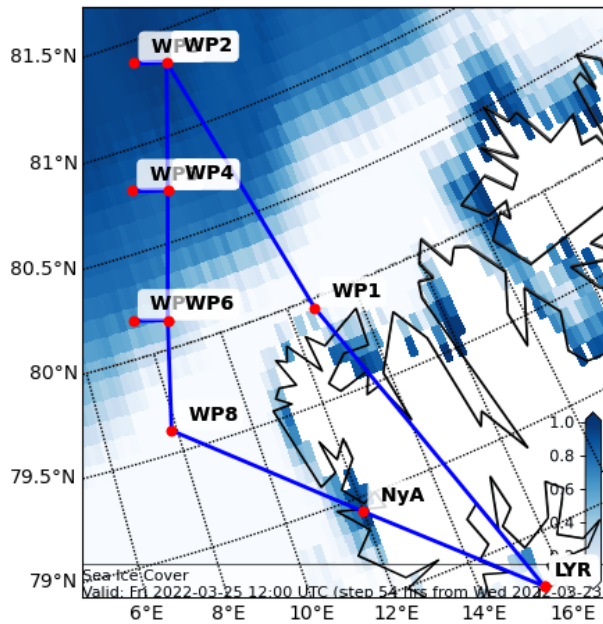 81.5°N
81°N
80.5°N
80°N
79.5°N
79°N
WP2
WP4
WP6
WP1
WP8
NyA
LYR
1.0
0.8
0.6
0.4
Sea Ice Cover
Valid: Fri 2022-03-25 12:00 UTC (step 54 hrs from Wed 2022-03-23
6°E 8°E 10°E 12°E 14°E 16°E